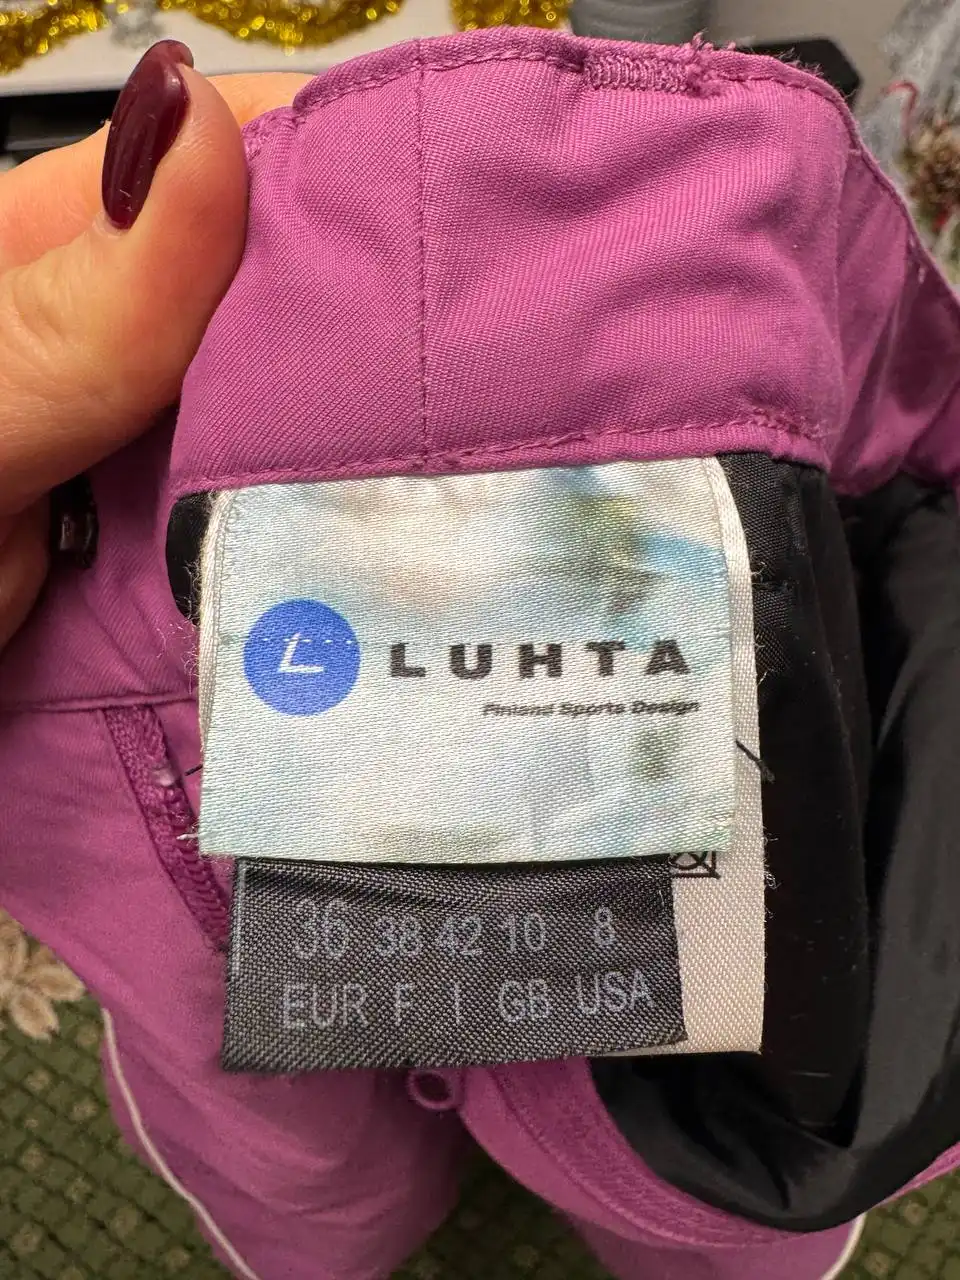 L LUHTA
Finland Sports Design
36 38 42 10 8
EUR F I GB USA